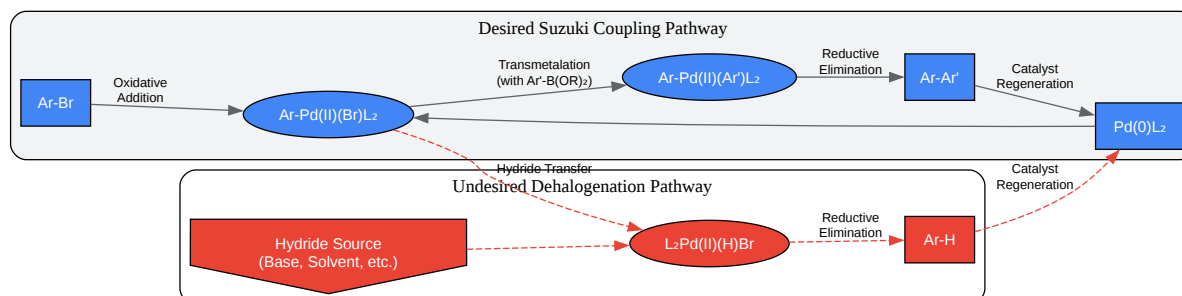 Desired Suzuki Coupling Pathway
Ar-Br
Oxidative
Addition
Ar-Pd(II)(Br)L₂
Transmetalation
(with Ar'-B(OR)₂)
Ar-Pd(II)(Ar')L₂
Reductive
Elimination
Ar-Ar'
Catalyst
Regeneration
Pd(0)L₂
Hydride Transfer
Catalyst
Regeneration
Undesired Dehalogenation Pathway
Hydride Source
(Base, Solvent, etc.)
L₂Pd(II)(H)Br
Reductive
Elimination
Ar-H